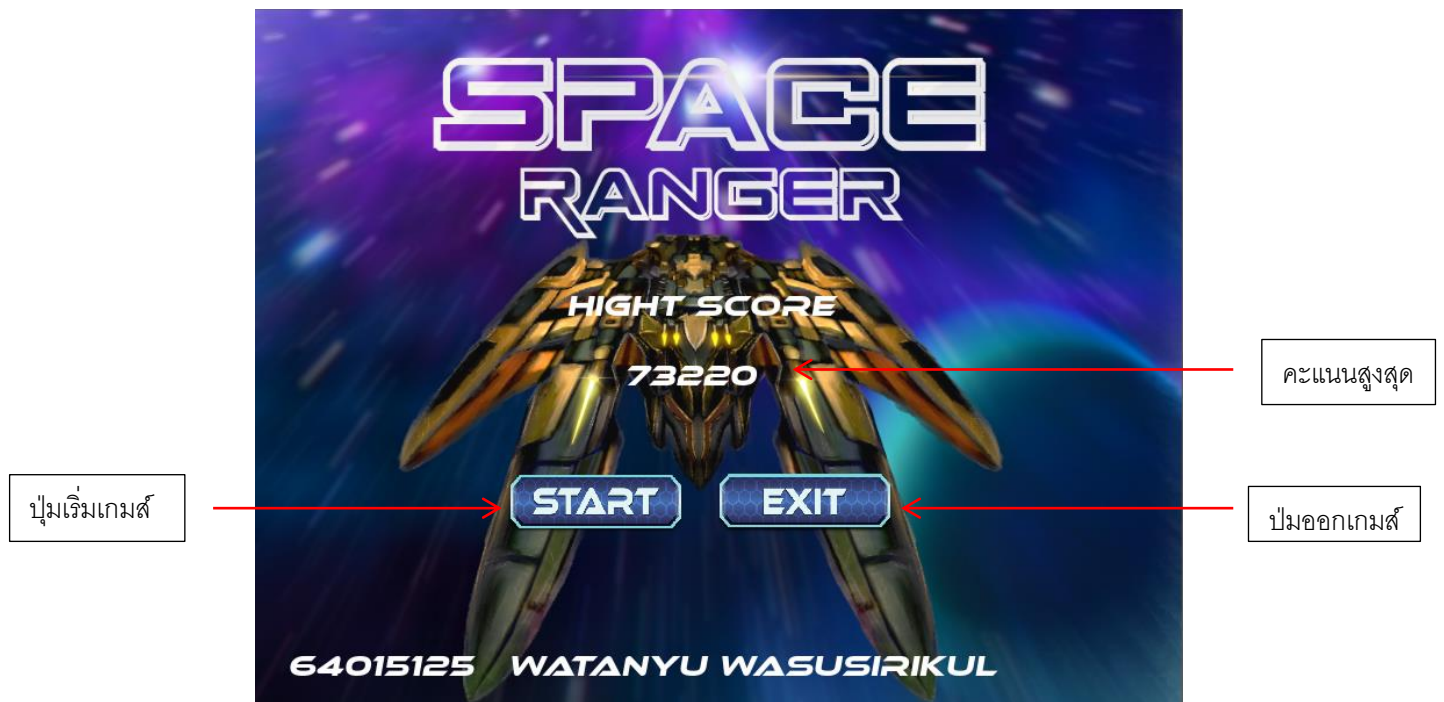 SPACE
RANGER
HIGHT SCORE
73220
คะแนนสูงสุด
ปุ่มเริ่มเกมส์
START
EXIT
ป่มออกเกมส์
64015125 WATANYU WASUSIRIKUL